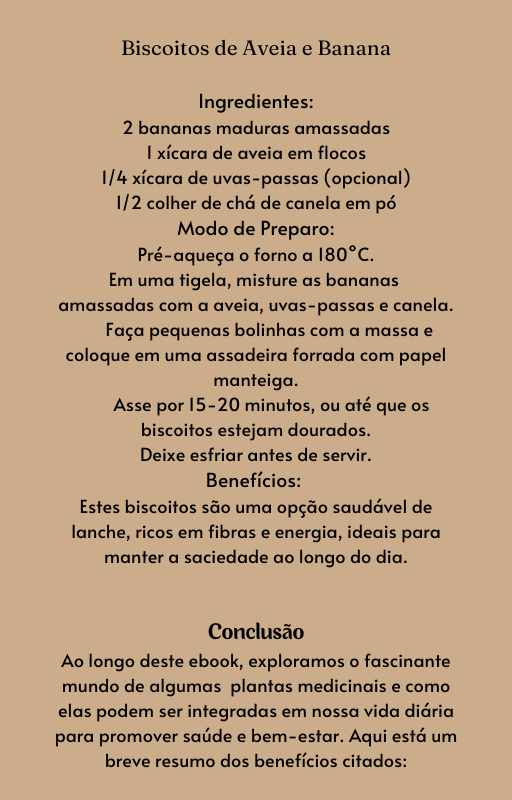 Biscoitos de Aveia e Banana
Ingredientes:
2 bananas maduras amassadas
1 xícara de aveia em flocos
1/4 xícara de uvas-passas (opcional)
1/2 colher de chá de canela em pó
Modo de Preparo:
Pré-aqueça o forno a 180°C.
Em uma tigela, misture as bananas
amassadas com a aveia, uvas-passas e canela.
Faça pequenas bolinhas com a massa e
coloque em uma assadeira forrada com papel
manteiga.
Asse por 15-20 minutos, ou até que os
biscoitos estejam dourados.
Deixe esfriar antes de servir.
Benefícios:
Estes biscoitos são uma opção saudável de
lanche, ricos em fibras e energia, ideais para
manter a saciedade ao longo do dia.
Conclusão
Ao longo deste ebook, exploramos o fascinante
mundo de algumas  plantas medicinais e como
elas podem ser integradas em nossa vida diária
para promover saúde e bem-estar. Aqui está um
breve resumo dos benefícios citados: